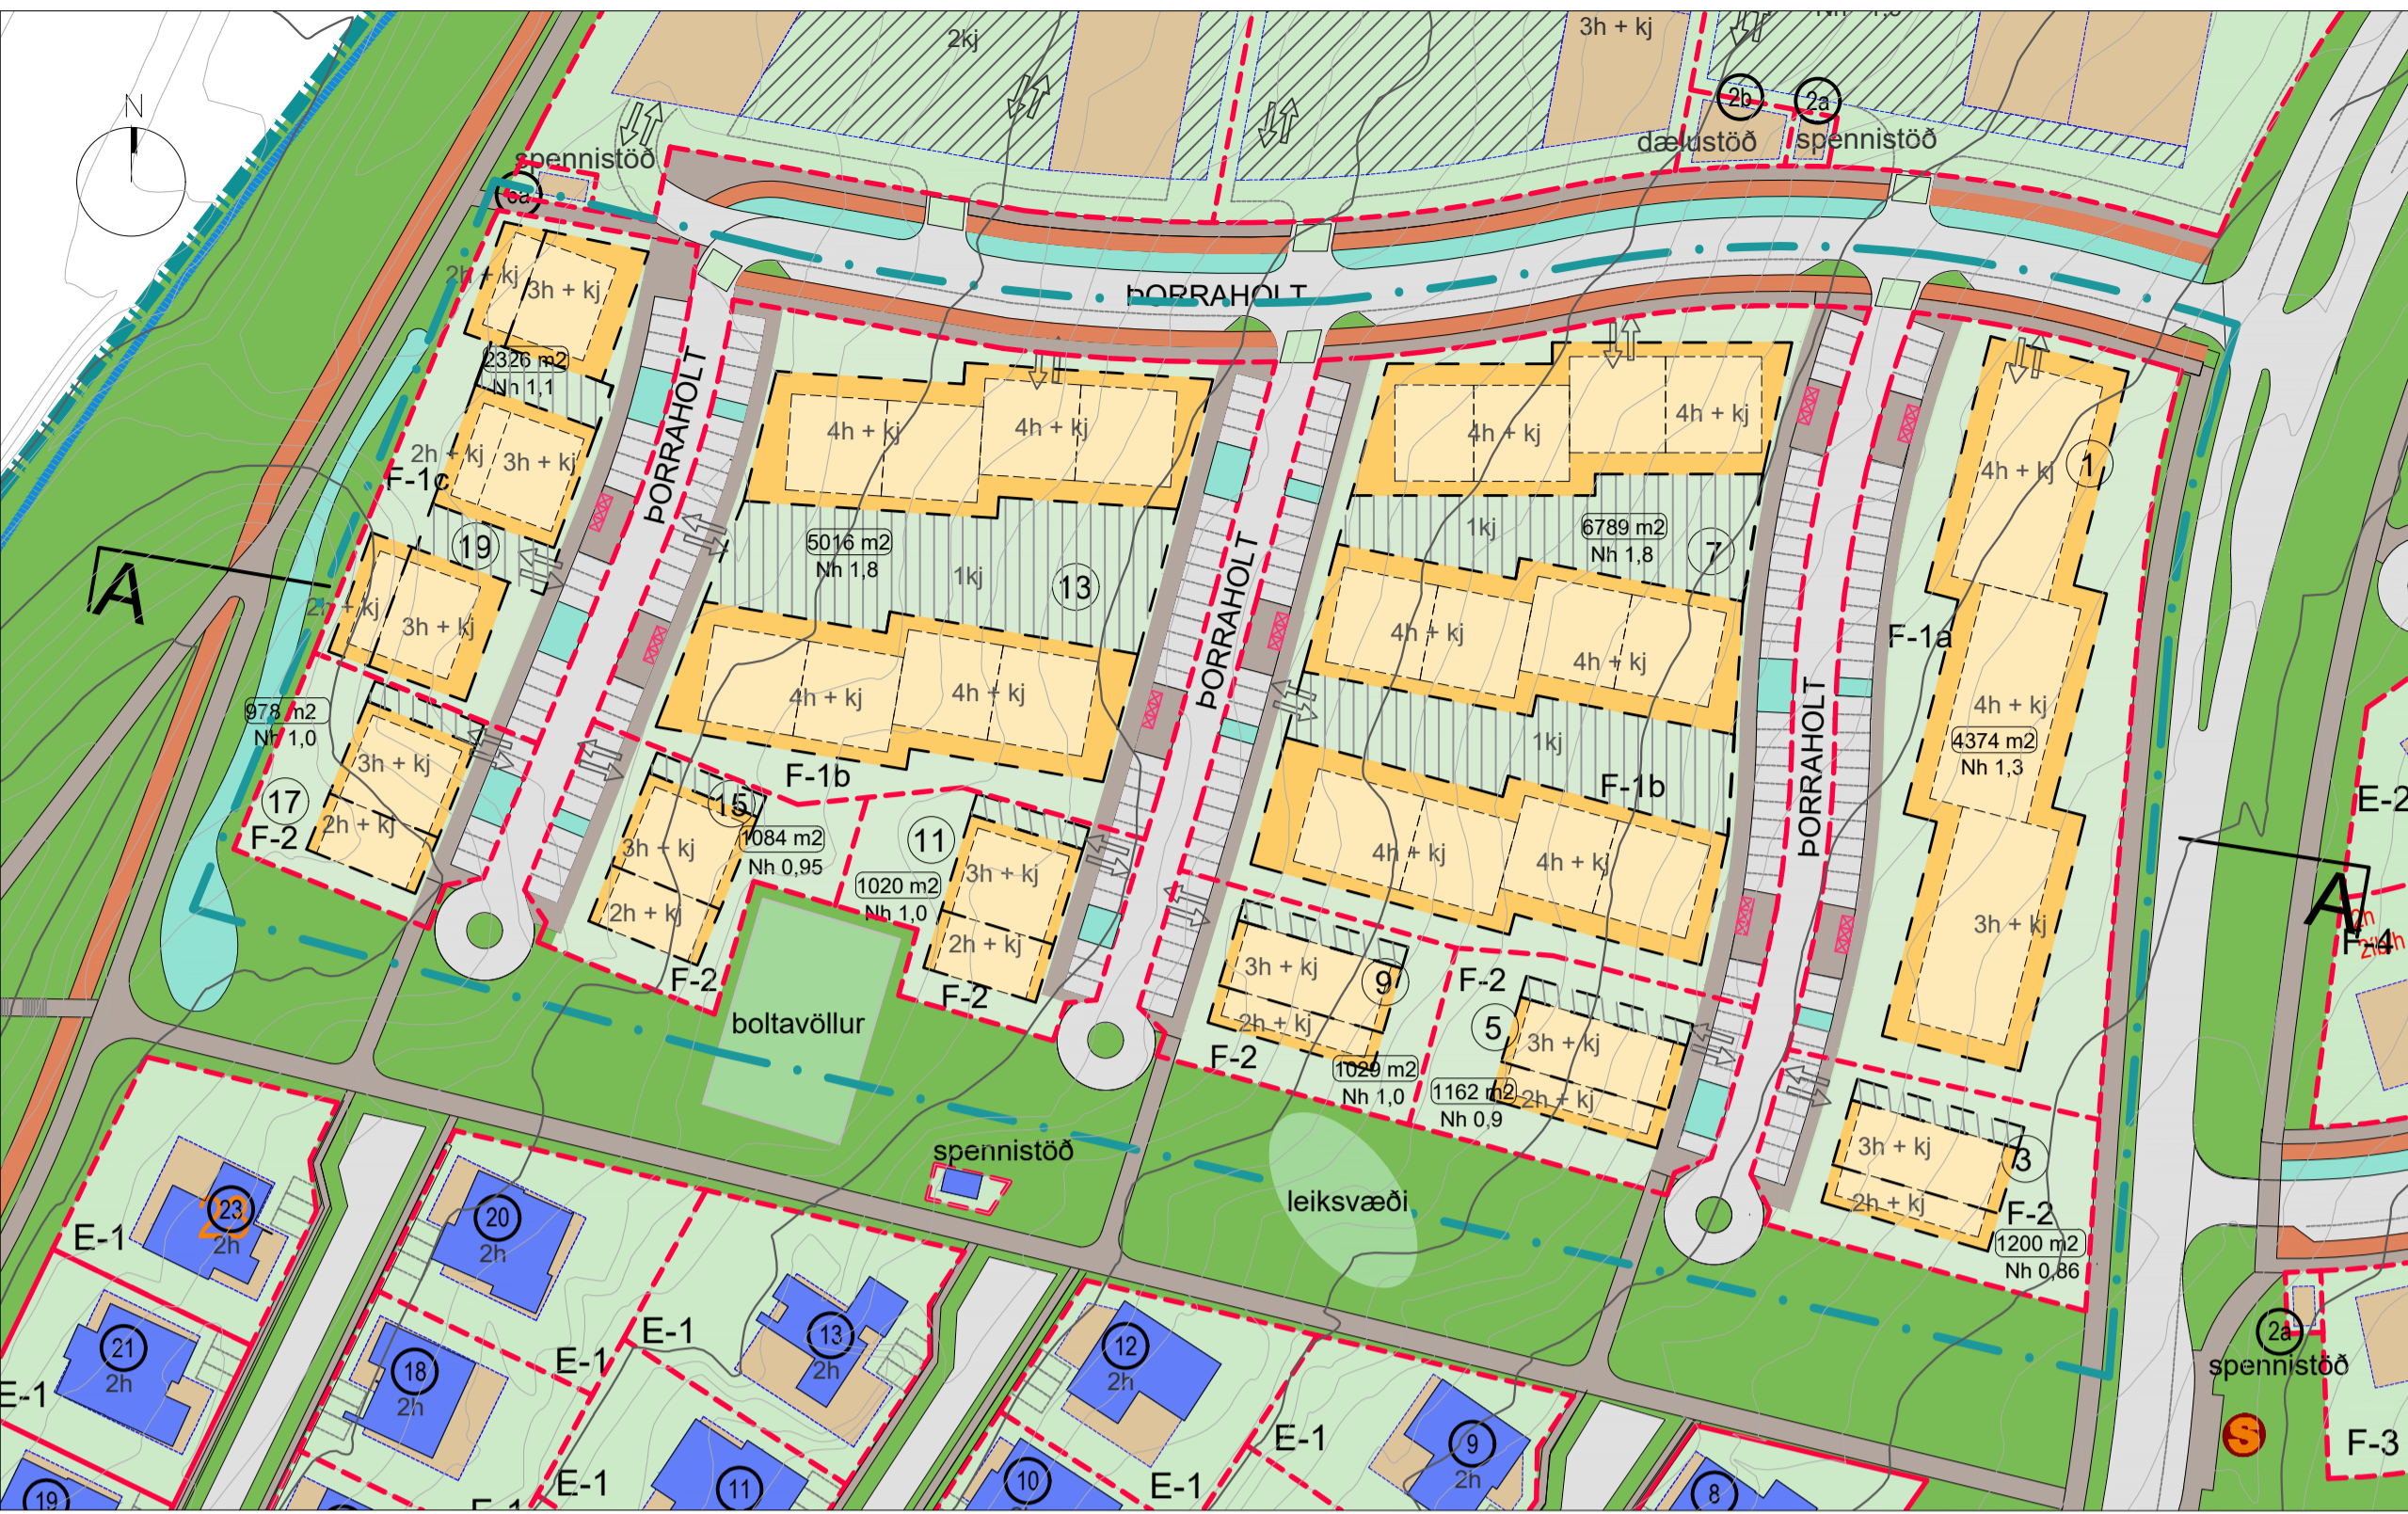 2kj
3h + kj
N
2b
2a
dælustöð
spennistöð
spennistöð
ÞORRAHOLT
2h + kj
3h + kj
2326 m2
Nh 1,1
2h + kj
3h + kj
F-1c
19
2h + kj
3h + kj
A
ÞORRAHOLT
4h + kj
4h + kj
5016 m2
Nh 1,8
1kj
13
4h + kj
4h + kj
F-1b
ÞORRAHOLT
4h + kj
4h + kj
1kj
6789 m2
Nh 1,8
7
4h + kj
4h + kj
1kj
F-1b
4h + kj
4h + kj
ÞORRAHOLT
1
4h + kj
F-1a
4h + kj
4374 m2
Nh 1,3
3h + kj
978 m2
Nh 1,0
17
F-2
3h + kj
2h + kj
15
1084 m2
Nh 0,95
3h + kj
2h + kj
F-2
11
1020 m2
Nh 1,0
3h + kj
2h + kj
F-2
boltavöllur
3h + kj
9
2h + kj
F-2
1029 m2
Nh 1,0
F-2
5
3h + kj
1162 m2
2h + kj
Nh 0,9
3h + kj
3
2h + kj
F-2
1200 m2
Nh 0,86
E-2
A
2h
F-4
spennistöð
leiksvæði
23
2h
E-1
20
2h
21
2h
E-1
18
2h
E-1
E-1
13
2h
12
2h
19
E-1
11
10
E-1
E-1
9
2h
8
2a
spennistöð
S
F-3